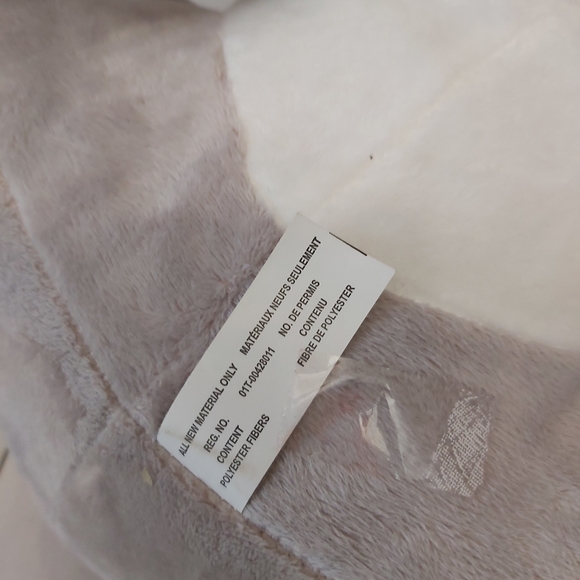 ALL NEW MATERIAL ONLY MATÉRIAUX NEUFS SEULEMENT
REG. NO. 01T-00428011 NO. DE PERMIS
CONTENT CONTENU
POLYESTER FIBERS FIBRE DE POLYESTER